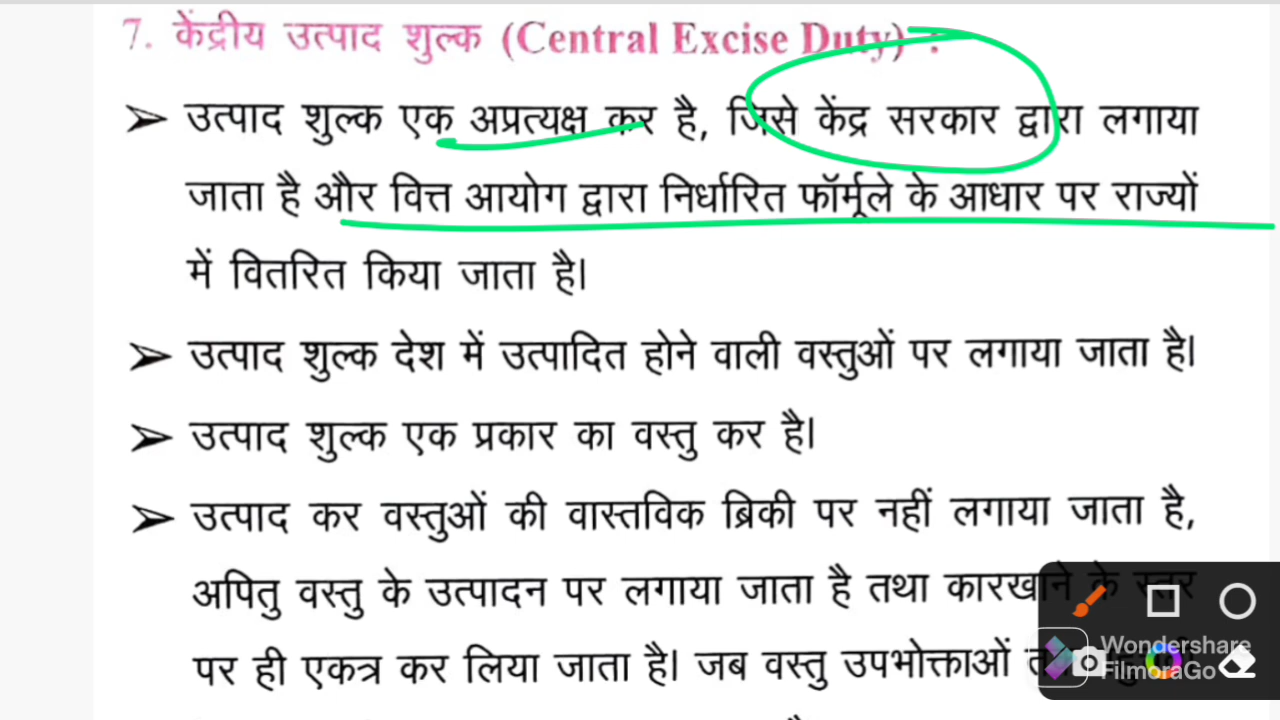 7. केंद्रीय उत्पाद शुल्क (Central Excise Duty) :
➢ उत्पाद शुल्क एक अप्रत्यक्ष कर है, जिसे केंद्र सरकार द्वारा लगाया
जाता है और वित्त आयोग द्वारा निर्धारित फॉर्मूले के आधार पर राज्यों
में वितरित किया जाता है।
➢ उत्पाद शुल्क देश में उत्पादित होने वाली वस्तुओं पर लगाया जाता है।
➢ उत्पाद शुल्क एक प्रकार का वस्तु कर है।
➢ उत्पाद कर वस्तुओं की वास्तविक ब्रिकी पर नहीं लगाया जाता है,
अपितु वस्तु के उत्पादन पर लगाया जाता है तथा कारखाने के स्तर
पर ही एकत्र कर लिया जाता है। जब वस्तु उपभोक्ताओं
Wondershare
FilmoraGo